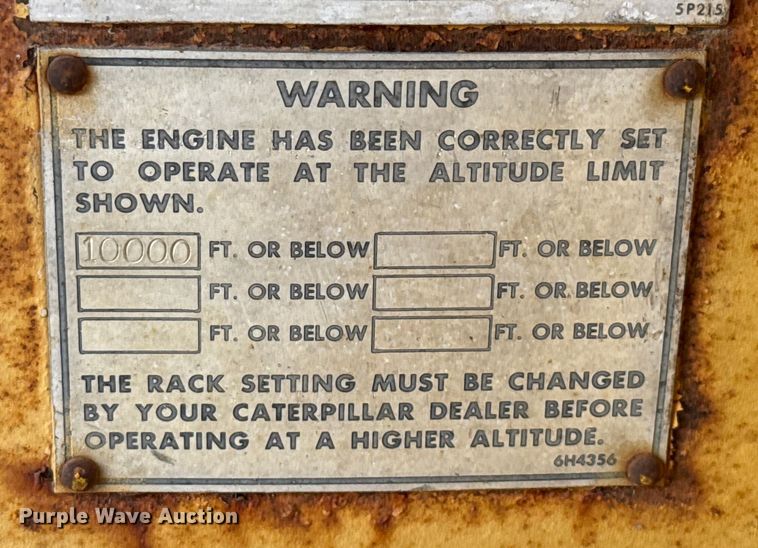 5P215
WARNING
THE ENGINE HAS BEEN CORRECTLY SET
TO OPERATE AT THE ALTITUDE LIMIT
SHOWN.
10000 FT. OR BELOW FT. OR BELOW
FT. OR BELOW FT. OR BELOW
FT. OR BELOW FT. OR BELOW
THE RACK SETTING MUST BE CHANGED
BY YOUR CATERPILLAR DEALER BEFORE
OPERATING AT A HIGHER ALTITUDE.
6H4356
Purple Wave Auction